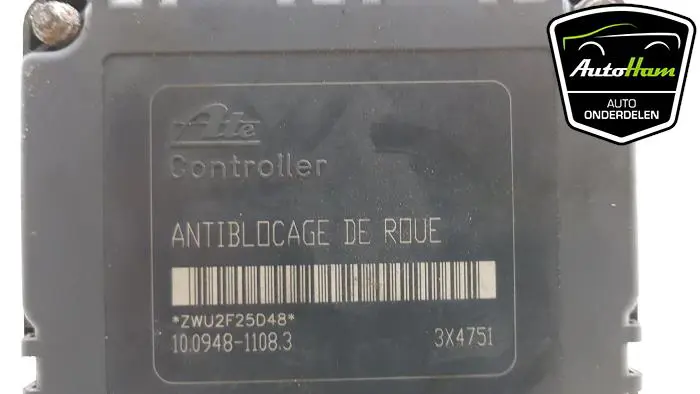 Ate
Controller
ANTIBLOCAGE DE ROUE
*ZWU2F25D48*
10.0948-1108.3 3X4751
AutoHam
AUTO
ONDERDELEN